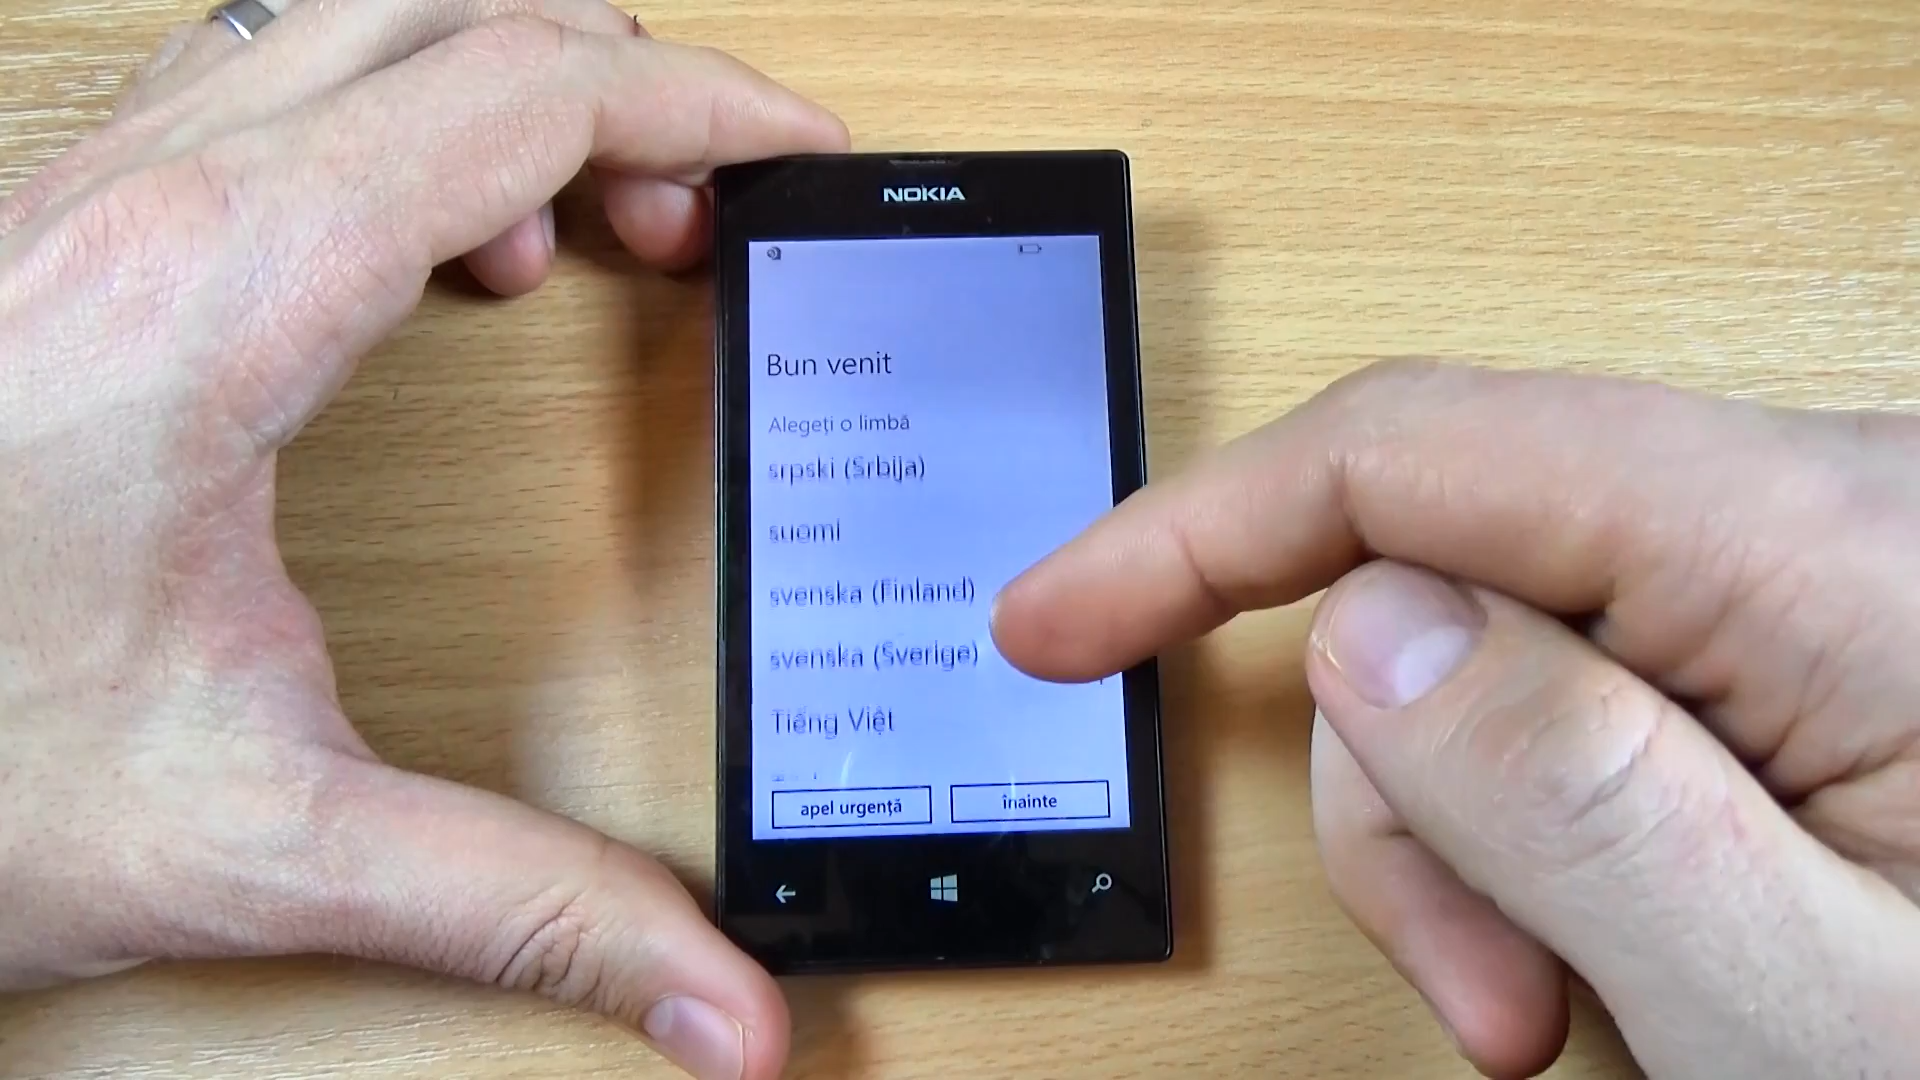 NOKIA
Bun venit
Alegeți o limbă
srpski (Srbija)
suomi
svenska (Finland)
svenska (Sverige)
Tiếng Việt
apel urgență
înainte